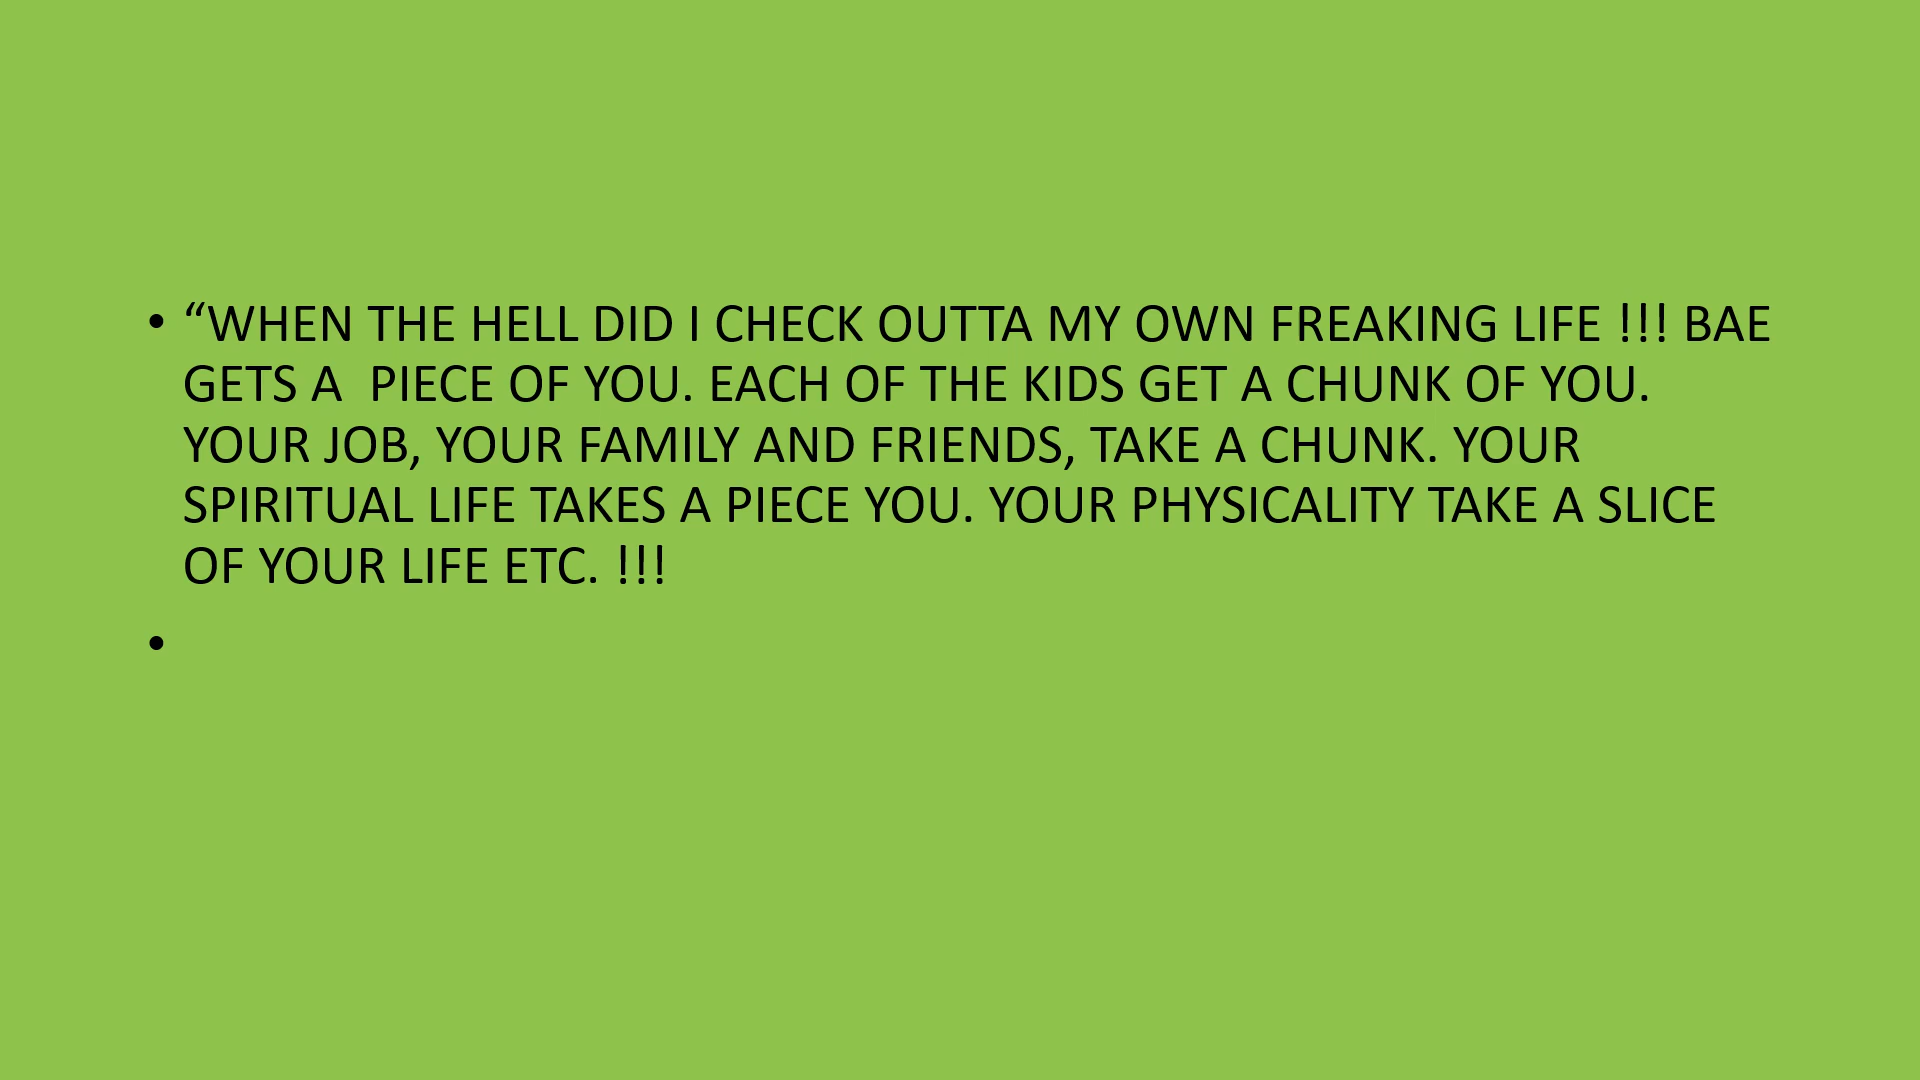 • “WHEN THE HELL DID I CHECK OUTTA MY OWN FREAKING LIFE !!! BAE
GETS A  PIECE OF YOU. EACH OF THE KIDS GET A CHUNK OF YOU.
YOUR JOB, YOUR FAMILY AND FRIENDS, TAKE A CHUNK. YOUR
SPIRITUAL LIFE TAKES A PIECE YOU. YOUR PHYSICALITY TAKE A SLICE
OF YOUR LIFE ETC. !!!
•